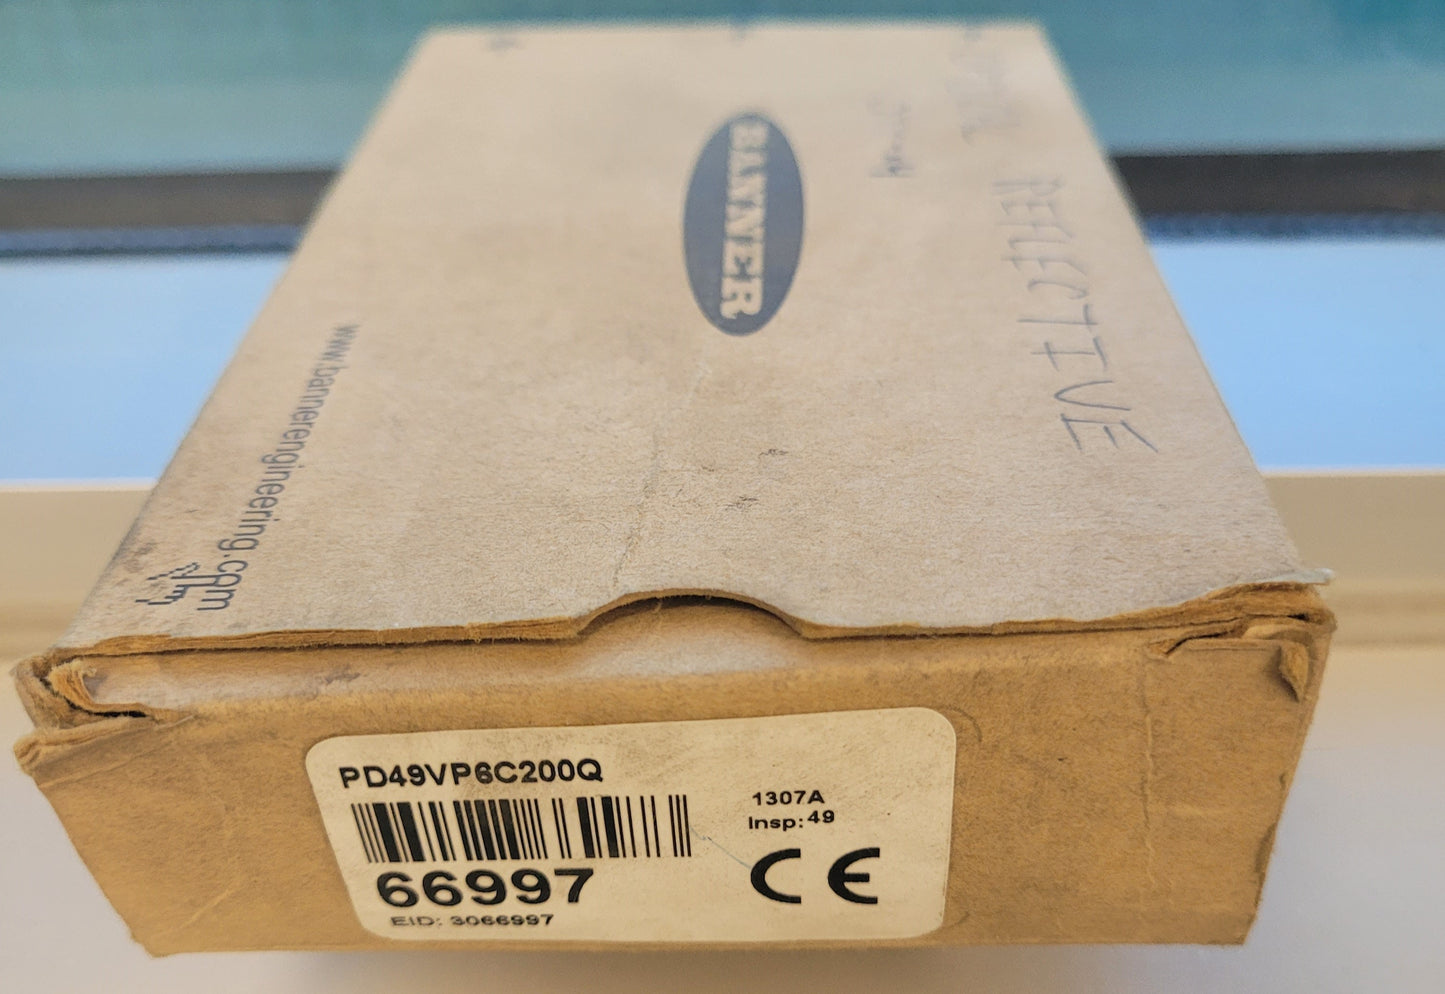 BANNER
REFLECTIVE
www.bannerengineering.com
PD49VP6C200Q
66997
EID: 3066997
1307A
Insp: 49
CE